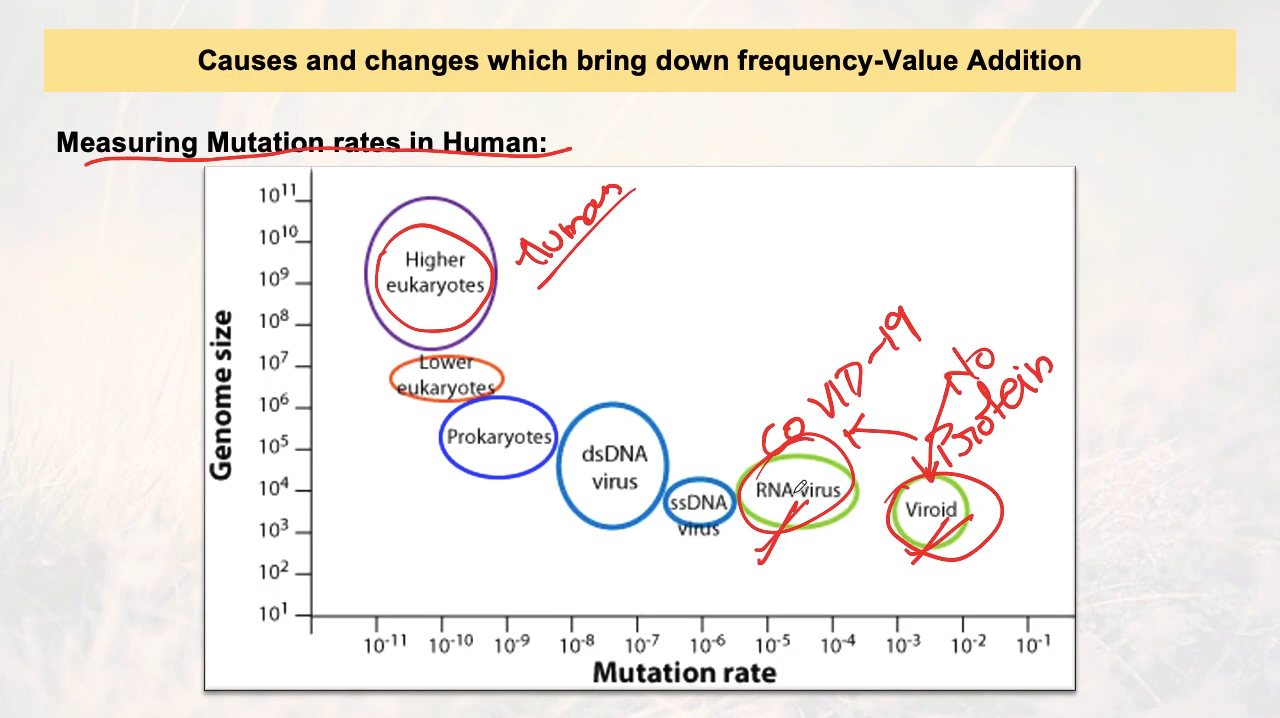 Causes and changes which bring down frequency-Value Addition
Measuring Mutation rates in Human:
Genome size
10¹¹
10¹⁰
10⁹
10⁸
10⁷
10⁶
10⁵
10⁴
10³
10²
10¹
Higher
eukaryotes
Human
Lower
eukaryotes
Prokaryotes
dsDNA
virus
ssDNA
virus
COVID-19
RNA virus
No
Protein
Viroid
10⁻¹¹ 10⁻¹⁰ 10⁻⁹ 10⁻⁸ 10⁻⁷ 10⁻⁶ 10⁻⁵ 10⁻⁴ 10⁻³ 10⁻² 10⁻¹
Mutation rate